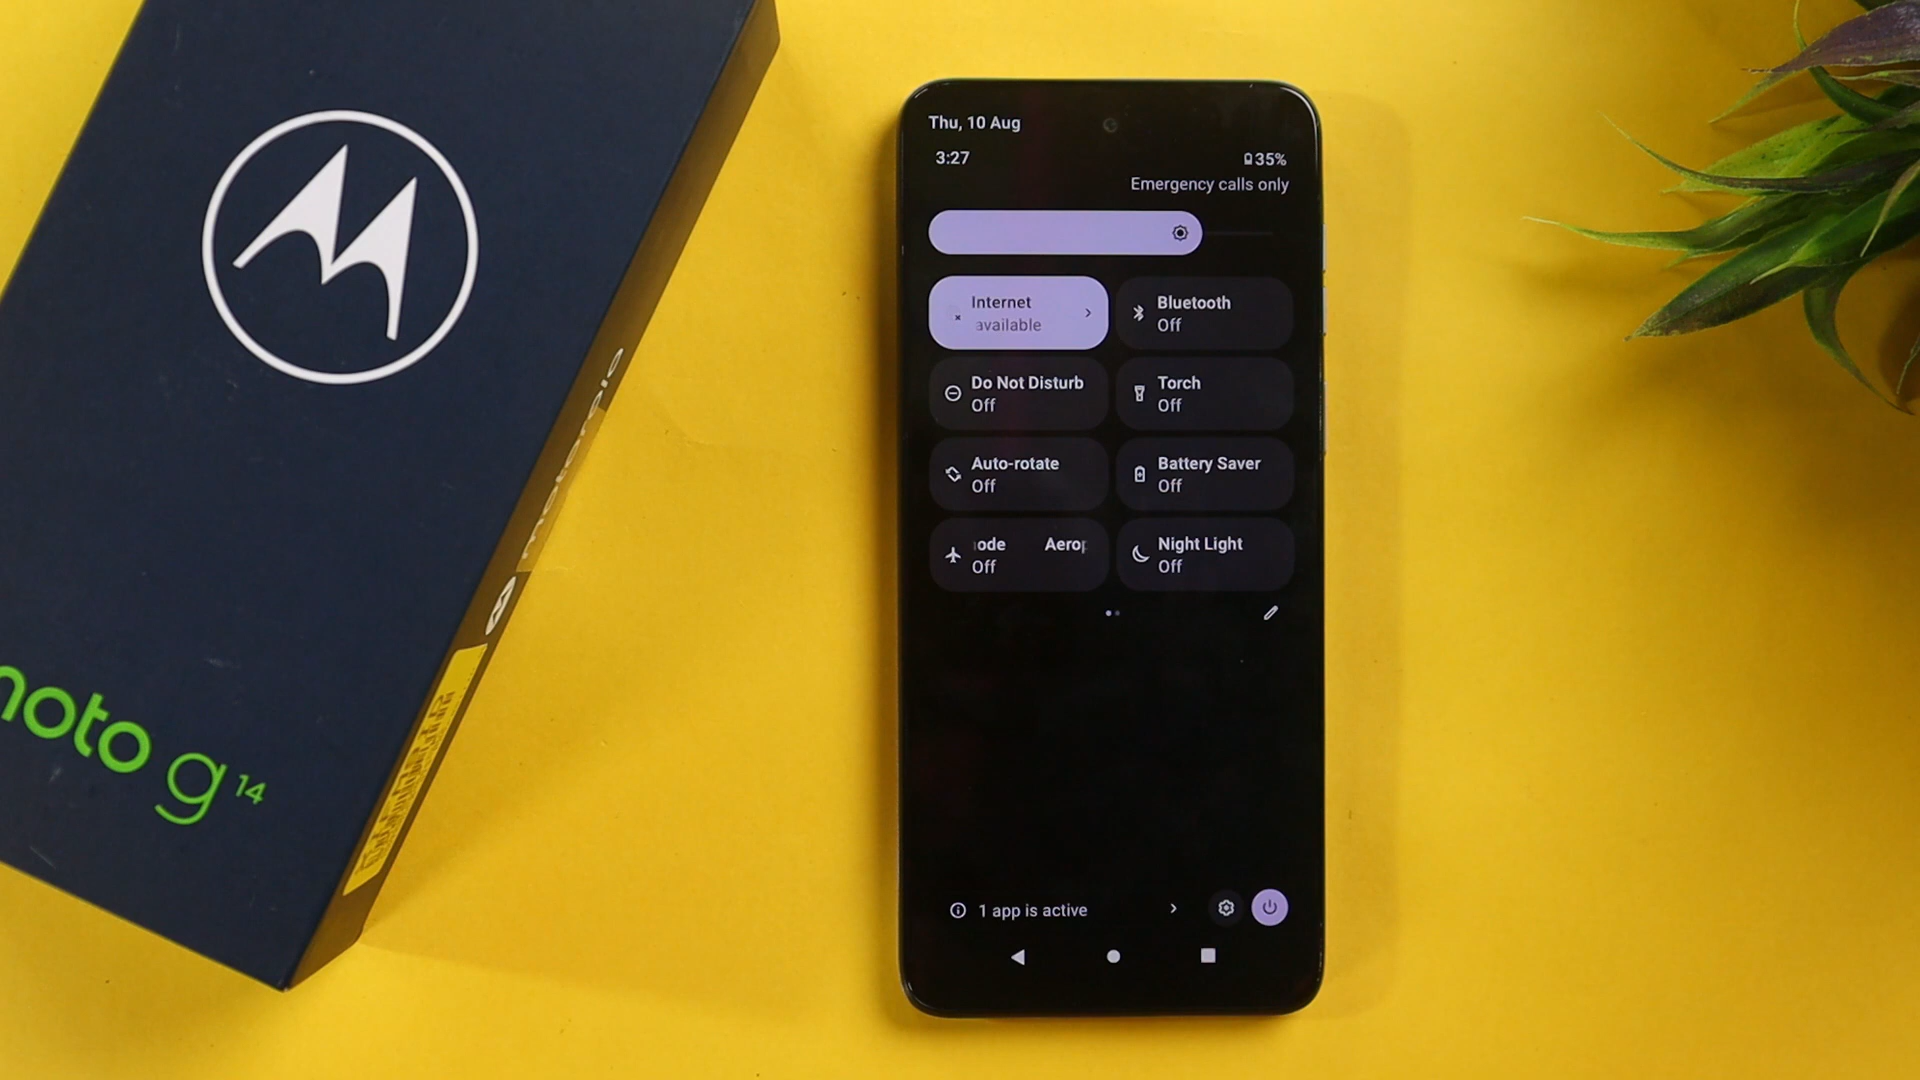 moto g 14
motorola
Thu, 10 Aug
3:27
35%
Emergency calls only
Internet
available
Bluetooth
Off
Do Not Disturb
Off
Torch
Off
Auto-rotate
Off
Battery Saver
Off
ode Aerop
Off
Night Light
Off
1 app is active